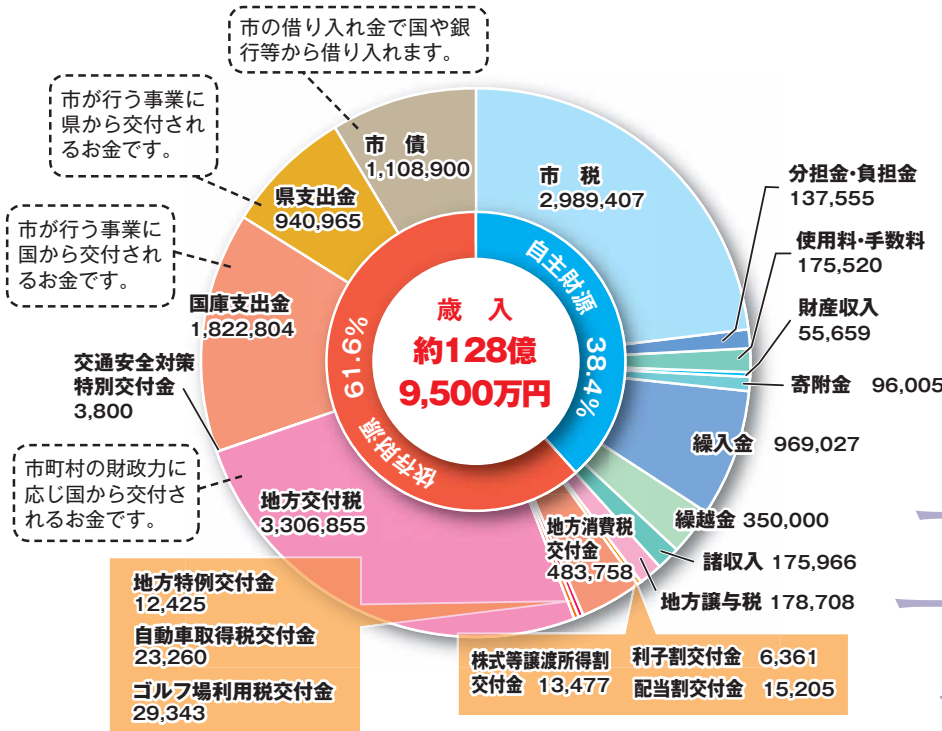 市の借り入れ金で国や銀
行等から借り入れます。
市が行う事業に
県から交付され
るお金です。
市が行う事業に
国から交付され
るお金です。
市町村の財政力に
応じ国から交付さ
れるお金です。
歳 入
約128億
9,500万円
自主財源 38.4%
依存財源 61.6%
市 税
2,989,407
分担金・負担金
137,555
使用料・手数料
175,520
財産収入
55,659
寄附金 96,005
繰入金 969,027
繰越金 350,000
諸収入 175,966
地方譲与税 178,708
利子割交付金 6,361
配当割交付金 15,205
株式等譲渡所得割
交付金 13,477
地方消費税
交付金
483,758
ゴルフ場利用税交付金
29,343
自動車取得税交付金
23,260
地方特例交付金
12,425
地方交付税
3,306,855
交通安全対策
特別交付金
3,800
国庫支出金
1,822,804
県支出金
940,965
市 債
1,108,900